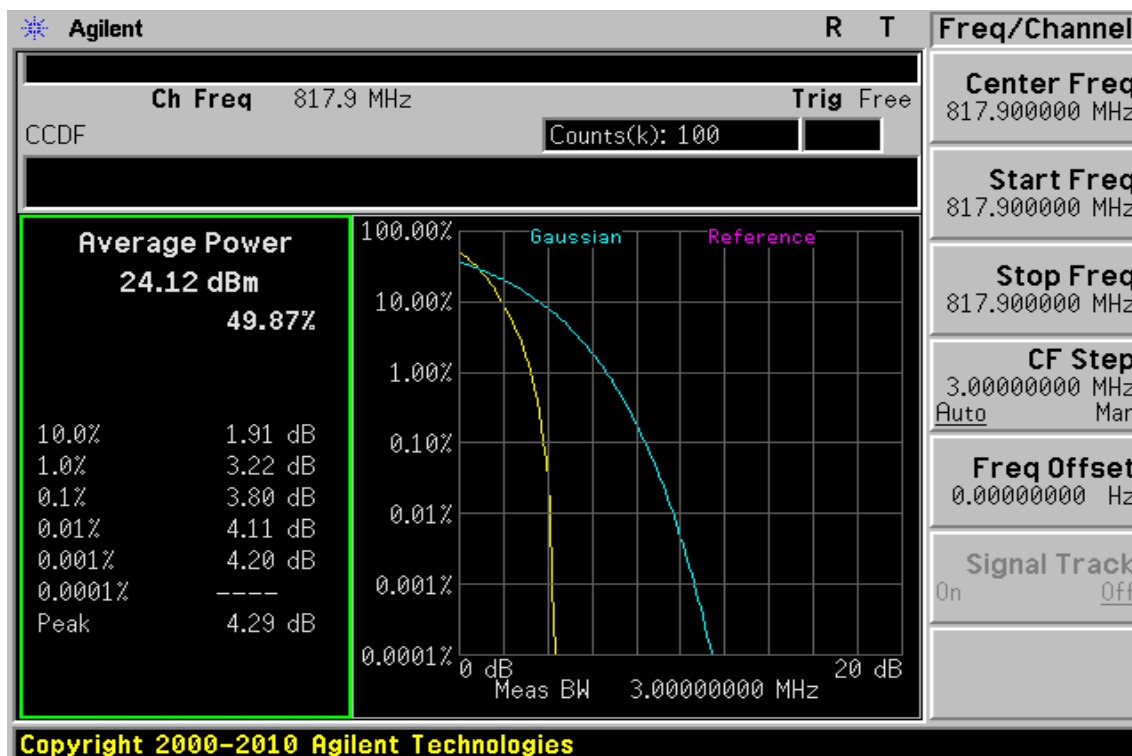 Agilent R T
Ch Freq 817.9 MHz Trig Free
CCDF Counts(k): 100
Average Power
24.12 dBm
49.87%
10.0% 1.91 dB
1.0% 3.22 dB
0.1% 3.80 dB
0.01% 4.11 dB
0.001% 4.20 dB
0.0001% ----
Peak 4.29 dB
Gaussian Reference
100.00%
10.00%
1.00%
0.10%
0.01%
0.001%
0.0001%
0 dB 20 dB
Meas BW 3.00000000 MHz
Freq/Channel
Center Freq
817.900000 MHz
Start Freq
817.900000 MHz
Stop Freq
817.900000 MHz
CF Step
3.00000000 MHz
Auto Man
Freq Offset
0.00000000 Hz
Signal Track
On Off
Copyright 2000-2010 Agilent Technologies